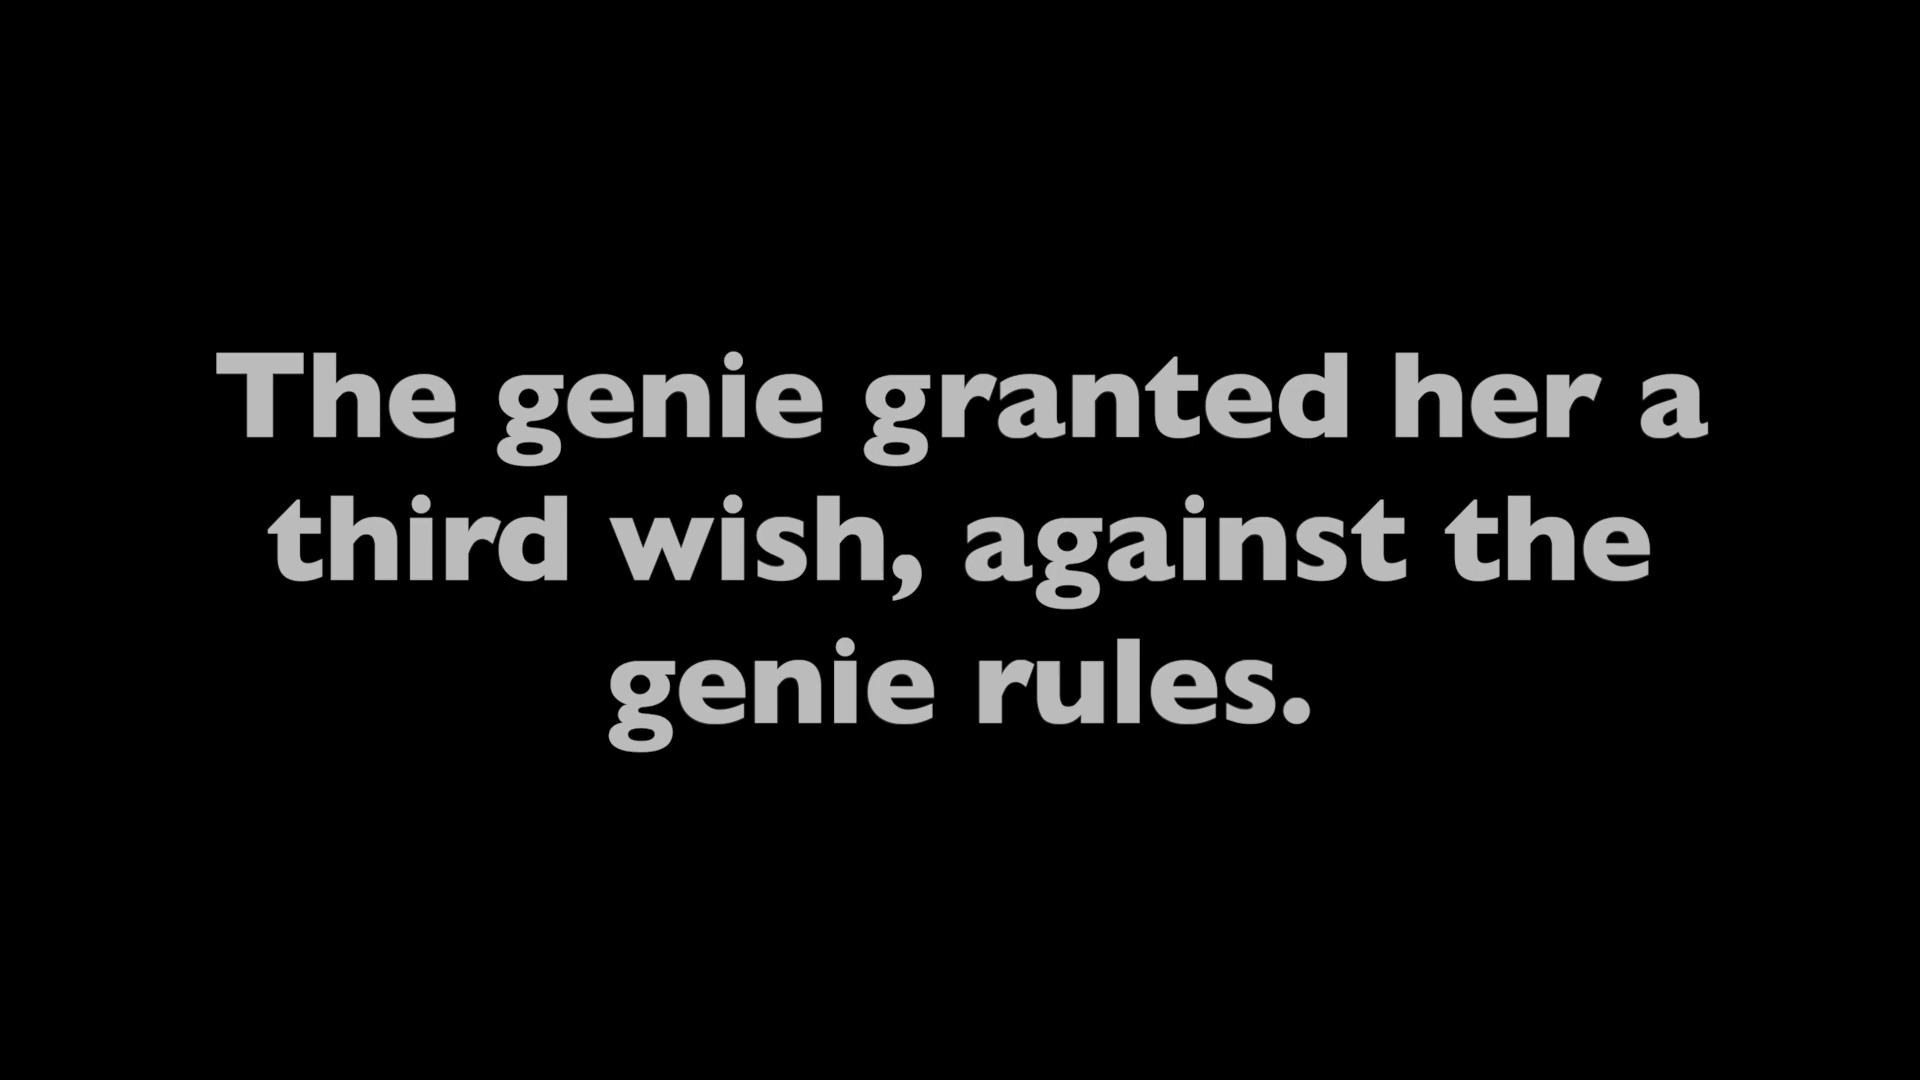 The genie granted her a
third wish, against the
genie rules.